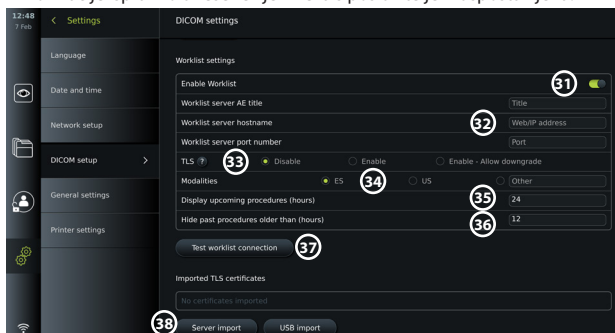 12:48
7 Feb
Settings
DICOM settings
Language
Date and time
Network setup
DICOM setup
General settings
Printer settings
Worklist settings
Enable Worklist
31
Worklist server AE title
Title
Worklist server hostname
32
Web/IP address
Worklist server port number
Port
TLS ?
33
Disable
Enable
Enable - Allow downgrade
Modalities
ES
34
US
Other
Display upcoming procedures (hours)
35
24
Hide past procedures older than (hours)
36
12
Test worklist connection
37
Imported TLS certificates
No certificates imported
38
Server import
USB import